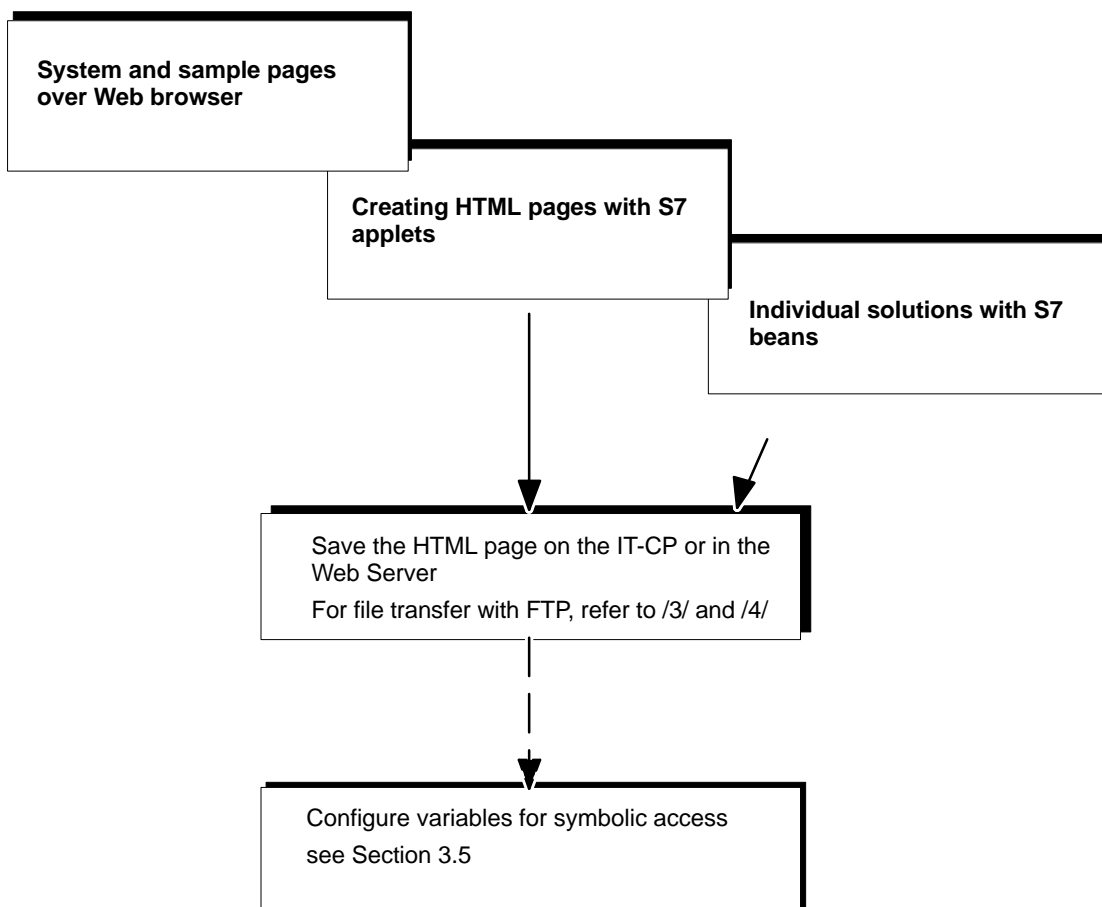 System and sample pages
over Web browser
Creating HTML pages with S7
applets
Individual solutions with S7
beans
Save the HTML page on the IT-CP or in the
Web Server
For file transfer with FTP, refer to /3/ and /4/
Configure variables for symbolic access
see Section 3.5